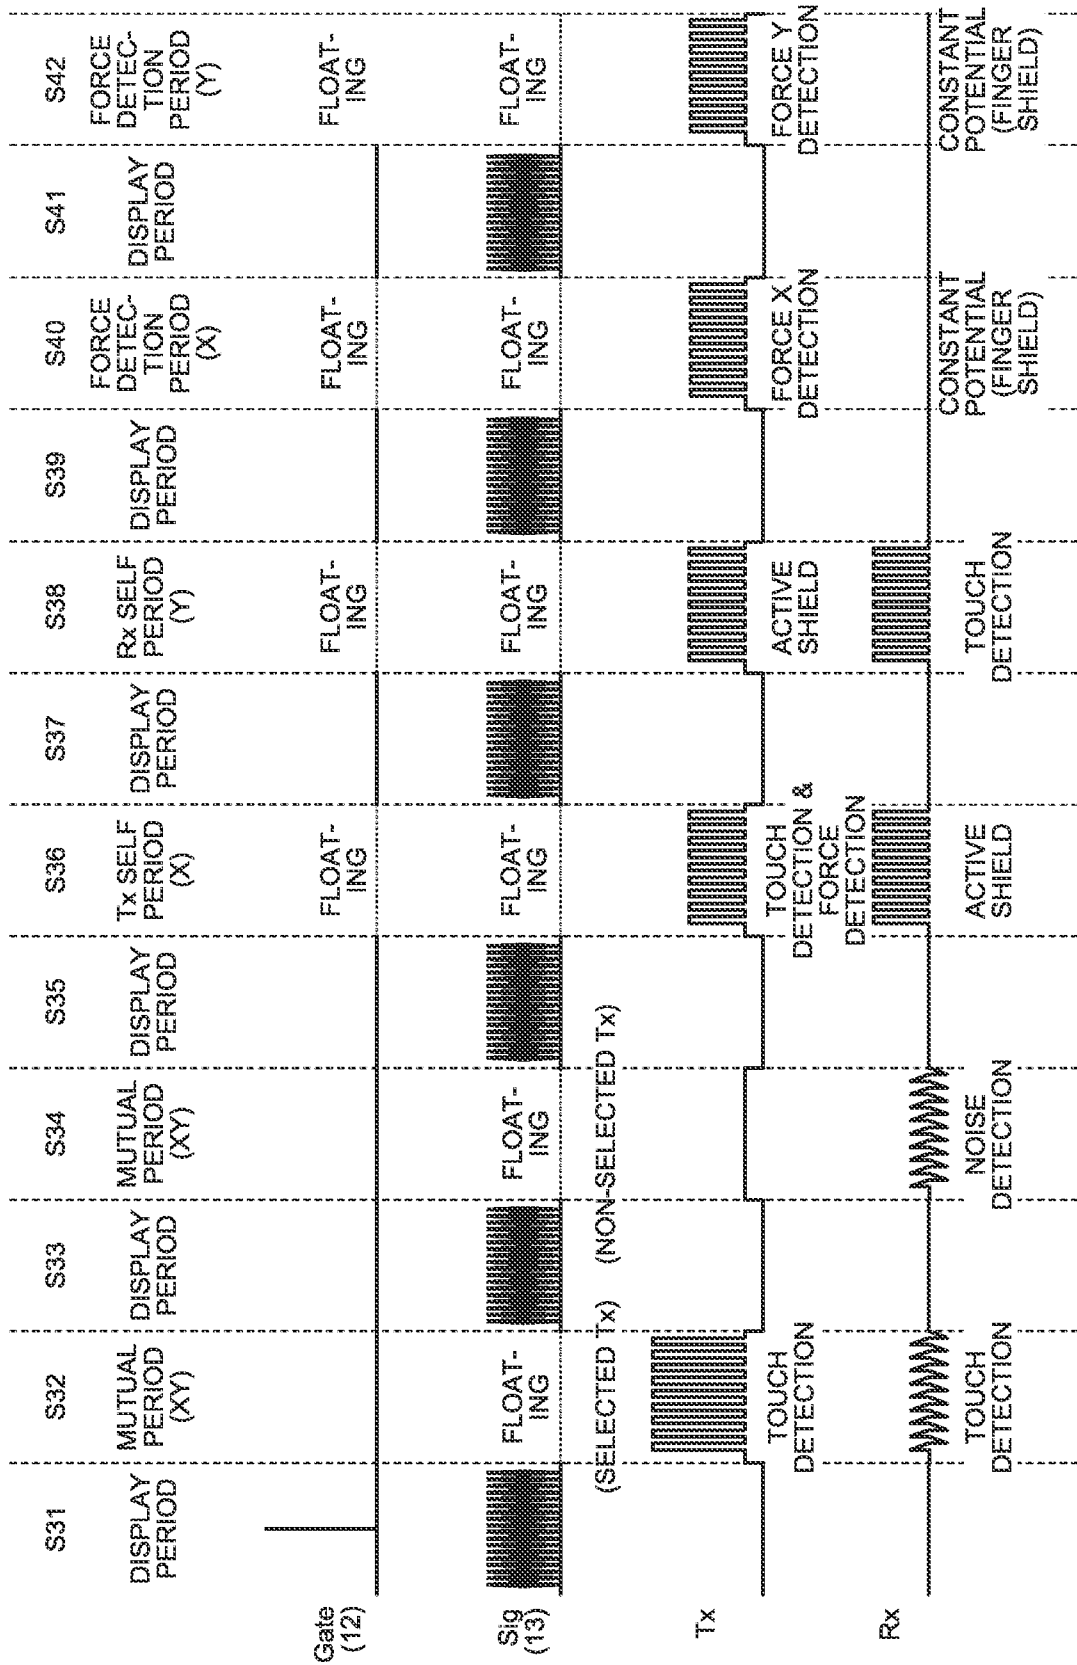 S31
S32
S33
S34
S35
S36
S37
S38
S39
S40
S41
S42
DISPLAY
PERIOD
MUTUAL
PERIOD
(XY)
DISPLAY
PERIOD
MUTUAL
PERIOD
(XY)
DISPLAY
PERIOD
Tx SELF
PERIOD
(X)
DISPLAY
PERIOD
Rx SELF
PERIOD
(Y)
DISPLAY
PERIOD
FORCE
DETEC-
TION
PERIOD
(X)
DISPLAY
PERIOD
FORCE
DETEC-
TION
PERIOD
(Y)
Gate
(12)
FLOAT-
ING
FLOAT-
ING
FLOAT-
ING
FLOAT-
ING
Sig
(13)
FLOAT-
ING
FLOAT-
ING
FLOAT-
ING
FLOAT-
ING
FLOAT-
ING
FLOAT-
ING
(SELECTED Tx)
(NON-SELECTED Tx)
Tx
TOUCH
DETECTION
TOUCH
DETECTION &
FORCE
DETECTION
ACTIVE
SHIELD
FORCE X
DETECTION
FORCE Y
DETECTION
Rx
TOUCH
DETECTION
NOISE
DETECTION
ACTIVE
SHIELD
TOUCH
DETECTION
CONSTANT
POTENTIAL
(FINGER
SHIELD)
CONSTANT
POTENTIAL
(FINGER
SHIELD)